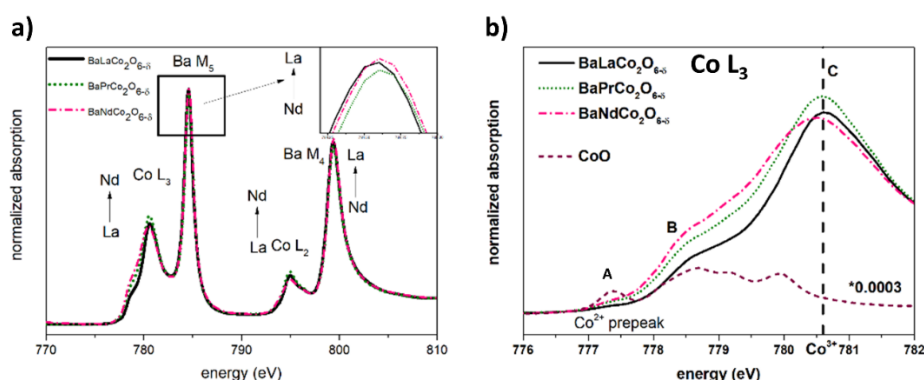 a)
BaLaCo₂O₆-δ
BaPrCo₂O₆-δ
BaNdCo₂O₆-δ
Ba M₅
La
Nd
Nd
La
Co L₃
Nd
La
Co L₂
Ba M₄
La
Nd
normalized absorption
770 780 790 800 810
energy (eV)
b)
BaLaCo₂O₆-δ
BaPrCo₂O₆-δ
BaNdCo₂O₆-δ
CoO
Co L₃
C
B
A
*0.0003
Co²⁺ prepeak
normalized absorption
776 777 778 779 780 781 782
Co³⁺
energy (eV)